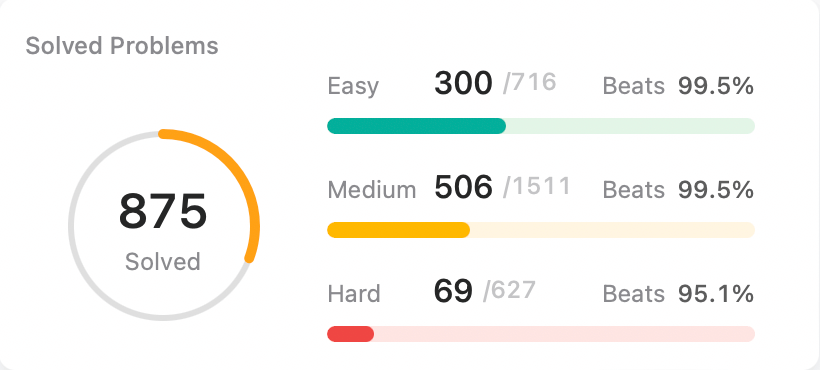 Solved Problems
875
Solved
Easy 300 /716 Beats 99.5%
Medium 506 /1511 Beats 99.5%
Hard 69 /627 Beats 95.1%